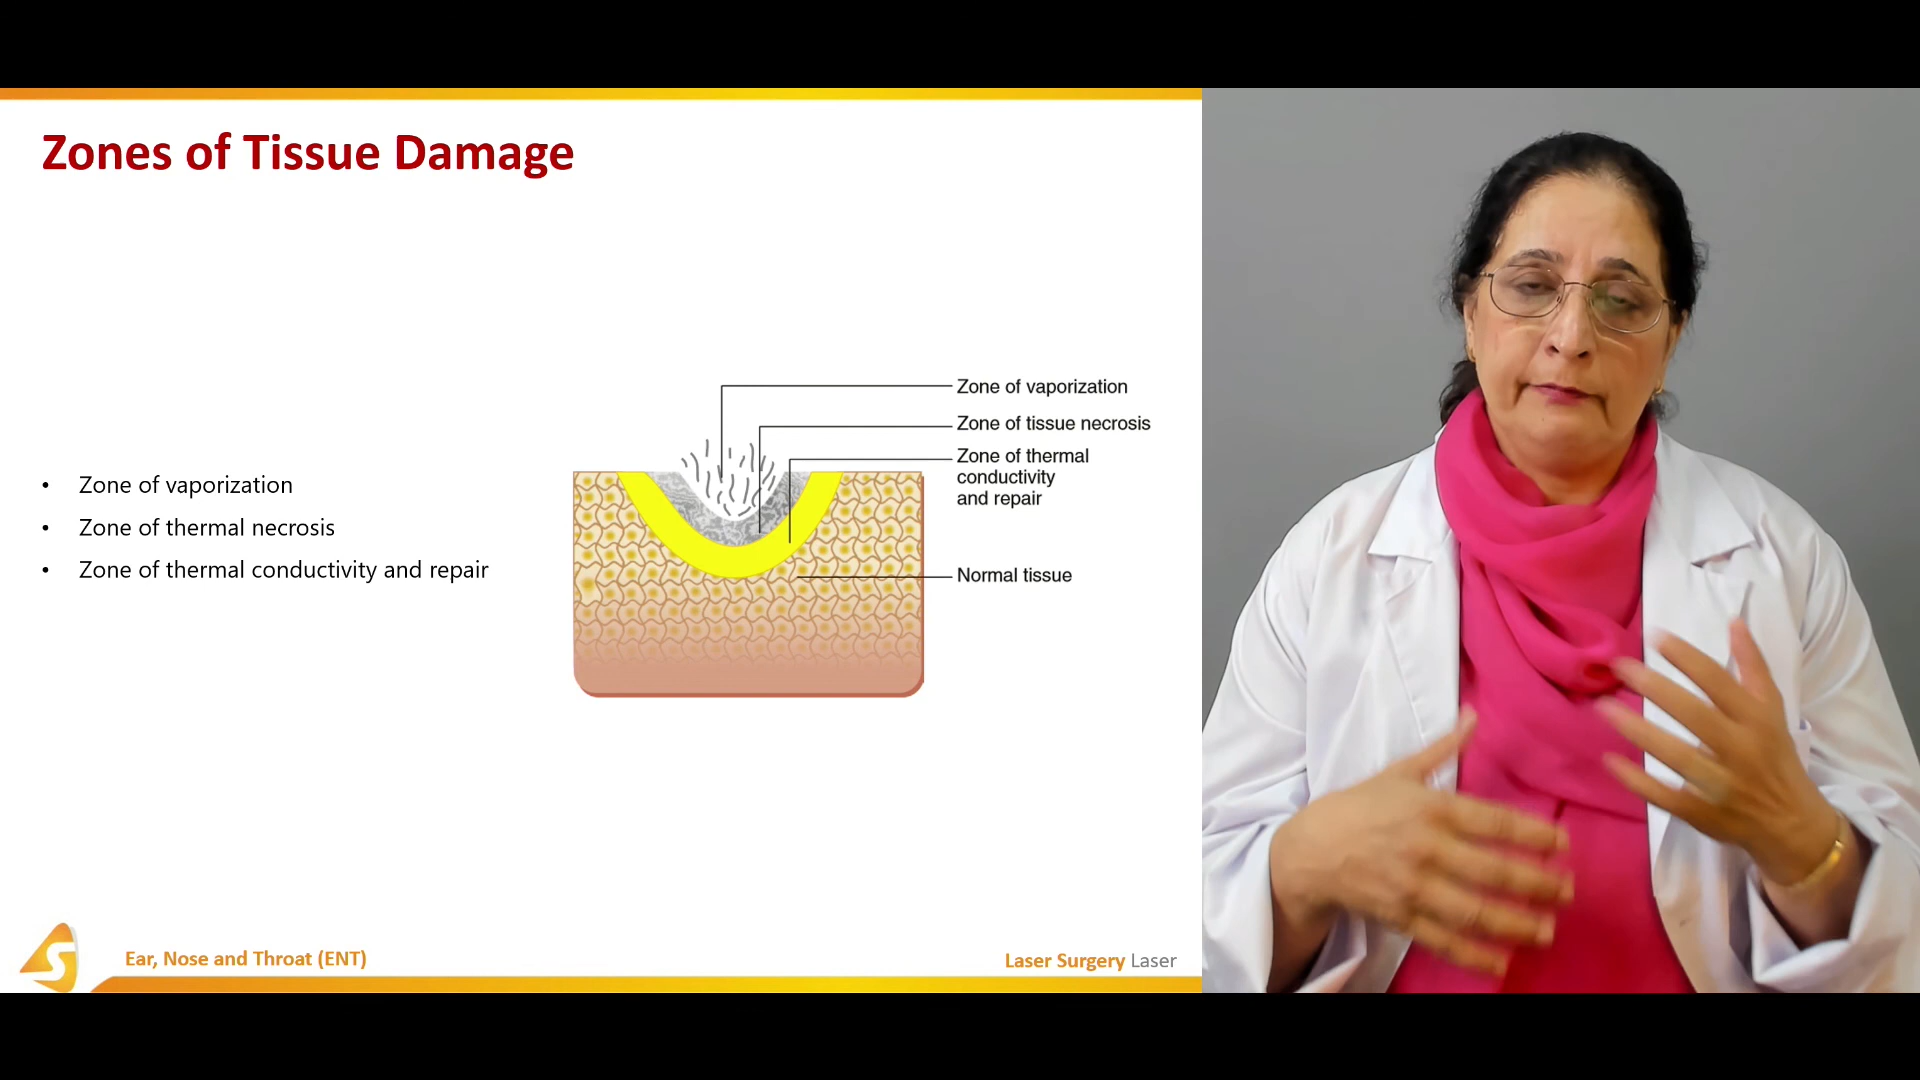 Zones of Tissue Damage
• Zone of vaporization
• Zone of thermal necrosis
• Zone of thermal conductivity and repair
Zone of vaporization
Zone of tissue necrosis
Zone of thermal
conductivity
and repair
Normal tissue
S
Ear, Nose and Throat (ENT)
Laser Surgery Laser